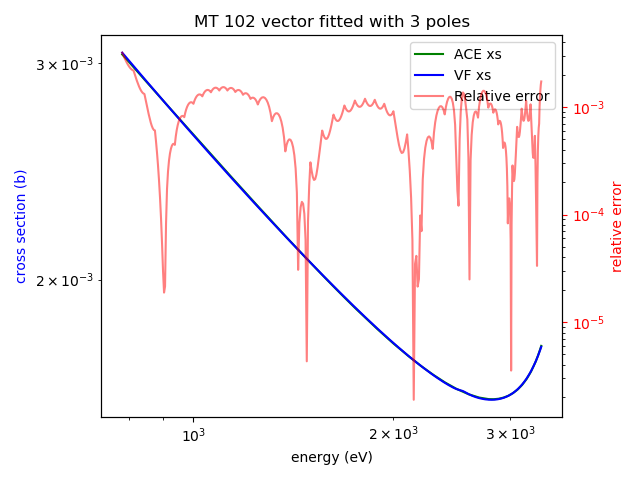 MT 102 vector fitted with 3 poles
ACE xs
VF xs
Relative error
3 × 10⁻³
2 × 10⁻³
cross section (b)
10⁻³
10⁻⁴
10⁻⁵
relative error
10³
2 × 10³
3 × 10³
energy (eV)